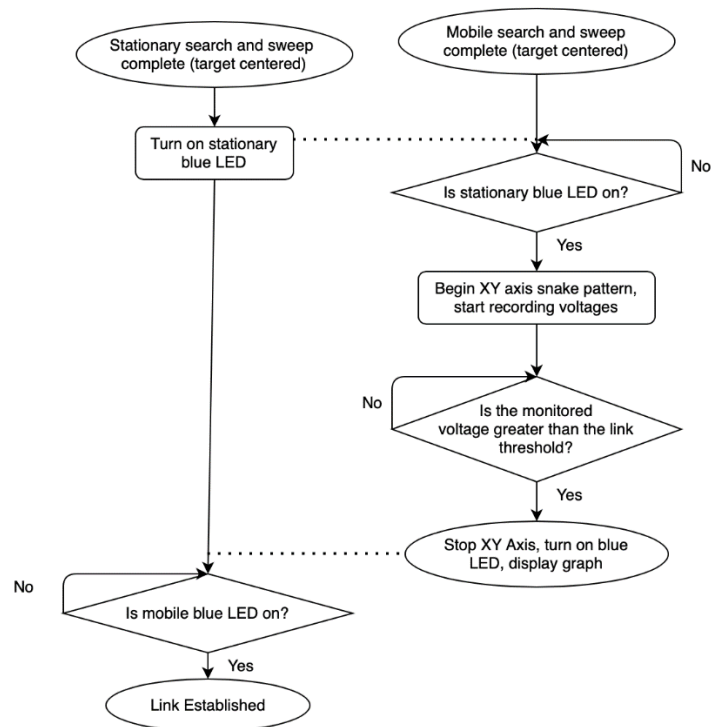 Stationary search and sweep
complete (target centered)
Mobile search and sweep
complete (target centered)
Turn on stationary
blue LED
No
Is stationary blue LED on?
Yes
Begin XY axis snake pattern,
start recording voltages
No
Is the monitored
voltage greater than the link
threshold?
Yes
Stop XY Axis, turn on blue
LED, display graph
No
Is mobile blue LED on?
Yes
Link Established